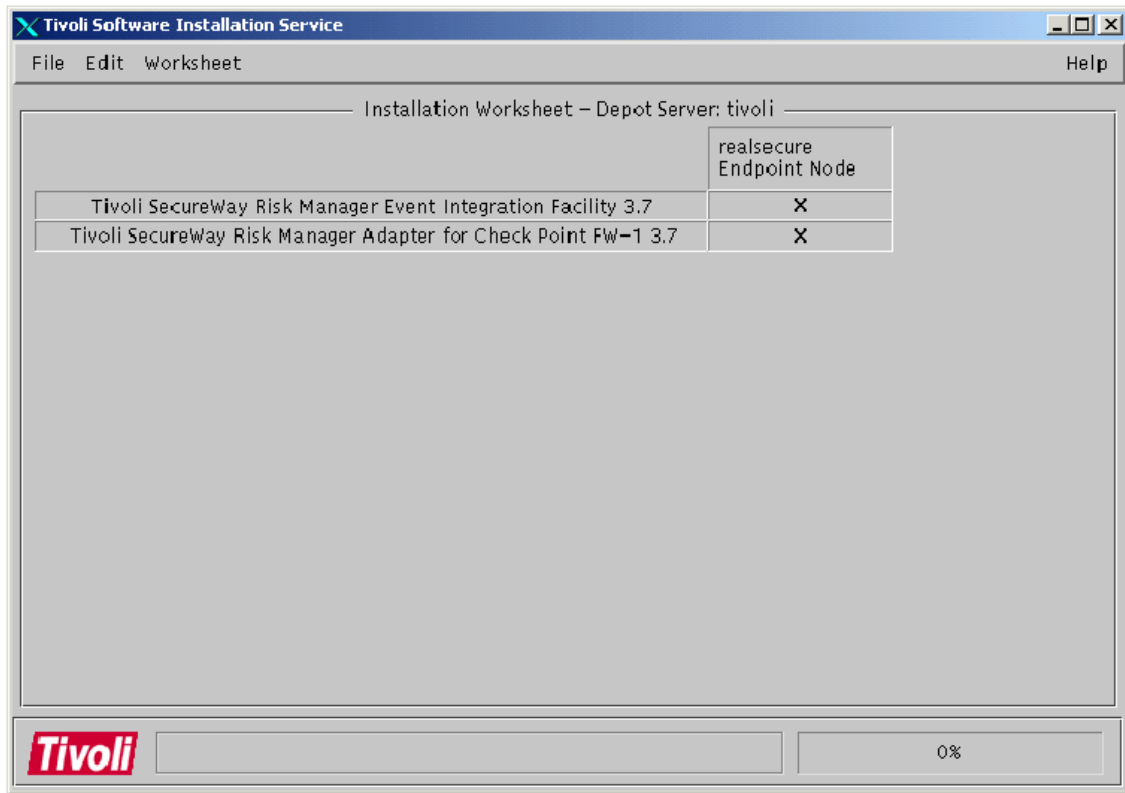 Tivoli Software Installation Service
File Edit Worksheet Help
Installation Worksheet – Depot Server: tivoli
realsecure
Endpoint Node
Tivoli SecureWay Risk Manager Event Integration Facility 3.7 X
Tivoli SecureWay Risk Manager Adapter for Check Point FW–1 3.7 X
Tivoli 0%